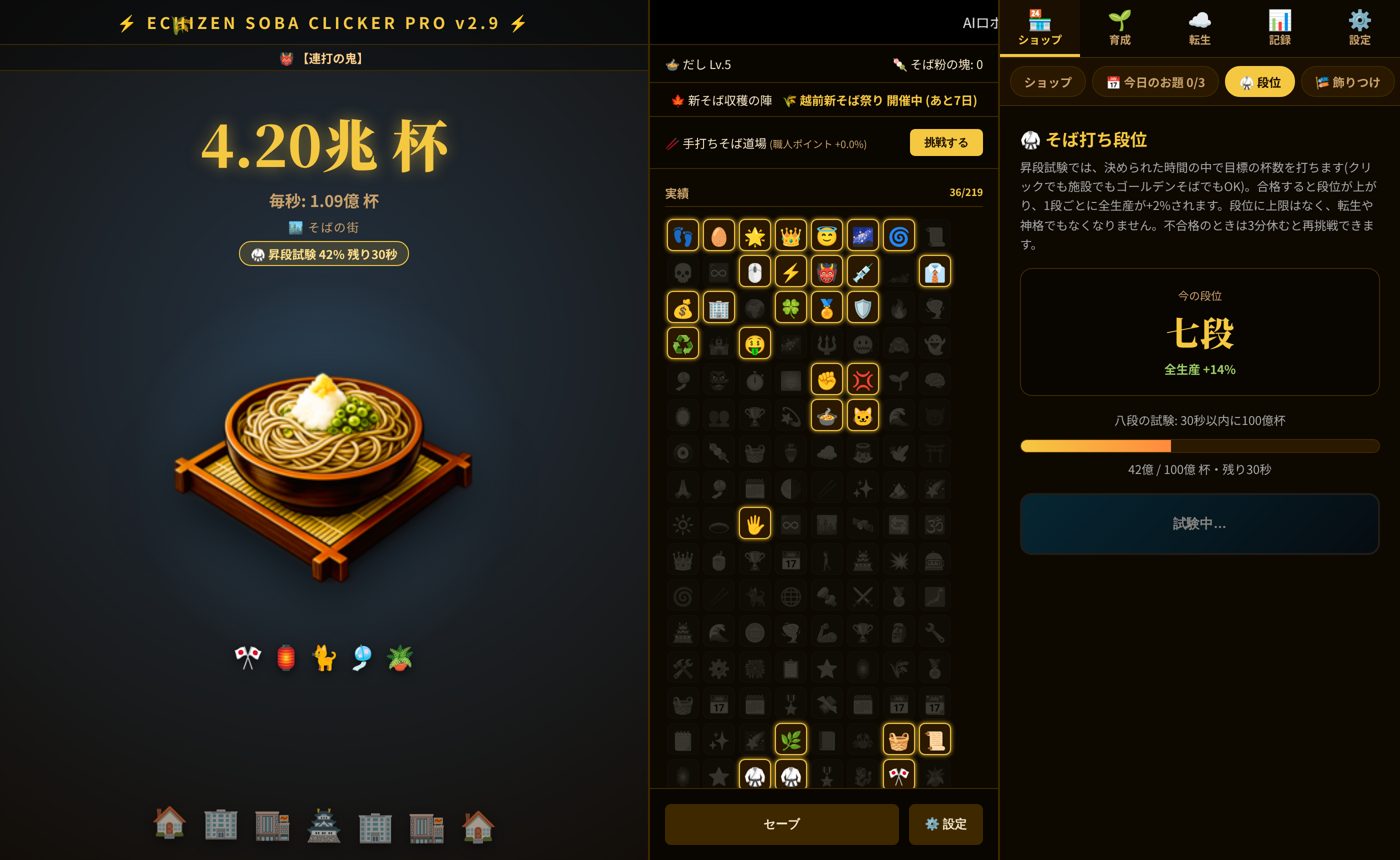 ⚡ ECHIZEN SOBA CLICKER PRO v2.9 ⚡
👹【連打の鬼】
4.20兆 杯
毎秒: 1.09億 杯
🏙️ そばの街
🥋 昇段試験 42% 残り30秒
AIロボ
🍲 だし Lv.5
🍡 そば粉の塊: 0
🍁 新そば収穫の陣 🌾 越前新そば祭り 開催中 (あと7日)
🥢 手打ちそば道場 (職人ポイント +0.0%)
挑戦する
実績
36/219
セーブ
⚙️ 設定
ショップ
育成
転生
記録
設定
ショップ
📅 今日のお題 0/3
🥋 段位
🎏 飾りつけ
🥋 そば打ち段位
昇段試験では、決められた時間の中で目標の杯数を打ちます(クリ
ックでも施設でもゴールデンそばでもOK)。合格すると段位が上が
り、1段ごとに全生産が+2%されます。段位に上限はなく、転生や
神格でもなくなりません。不合格のときは3分休むと再挑戦できま
す。
今の段位
七段
全生産 +14%
八段の試験: 30秒以内に100億杯
42億 / 100億 杯・残り30秒
試験中…